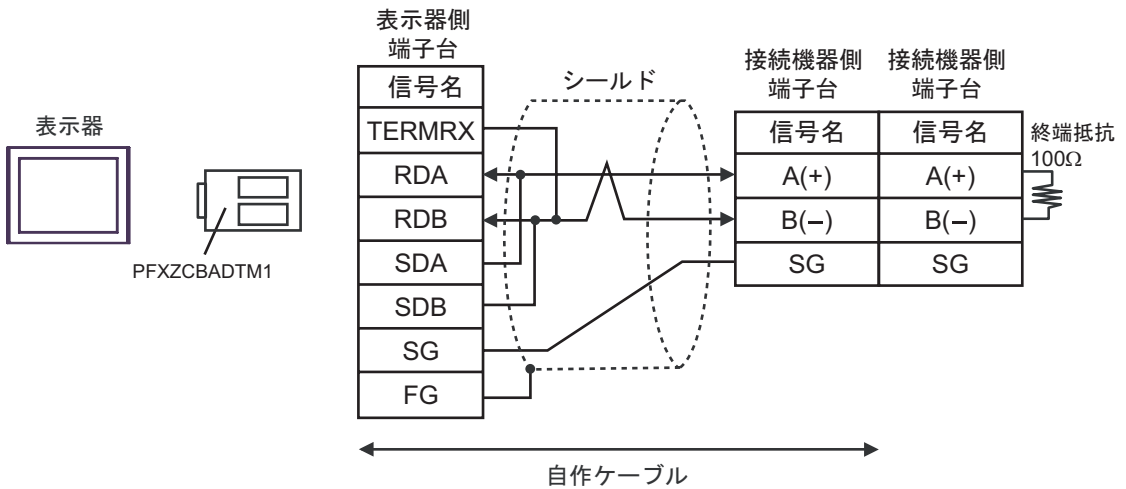 表示器
PFXZCBADTM1
表示器側
端子台
信号名
TERMRX
RDA
RDB
SDA
SDB
SG
FG
シールド
接続機器側
端子台
信号名
A(+)
B(−)
SG
接続機器側
端子台
信号名
A(+)
B(−)
SG
終端抵抗
100Ω
自作ケーブル